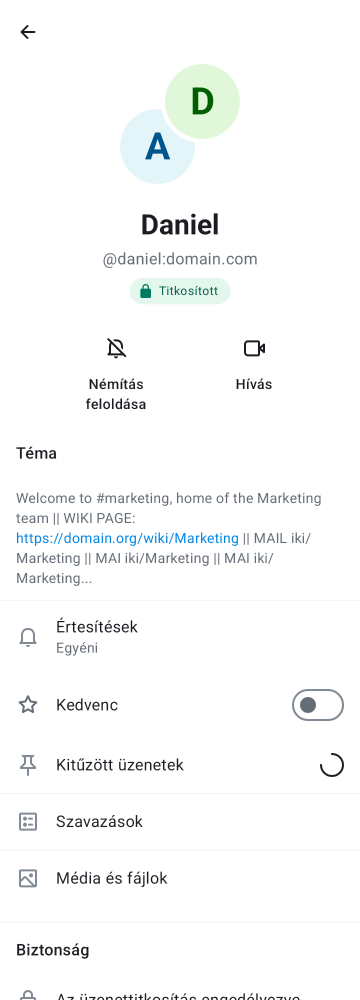 D
A
Daniel
@daniel:domain.com
Titkosított
Némítás
feloldása
Hívás
Téma
Welcome to #marketing, home of the Marketing
team || WIKI PAGE:
https://domain.org/wiki/Marketing || MAIL iki/
Marketing || MAI iki/Marketing || MAI iki/
Marketing...
Értesítések
Egyéni
Kedvenc
Kitűzött üzenetek
Szavazások
Média és fájlok
Biztonság
Az üzenettitkosítás engedélyezve